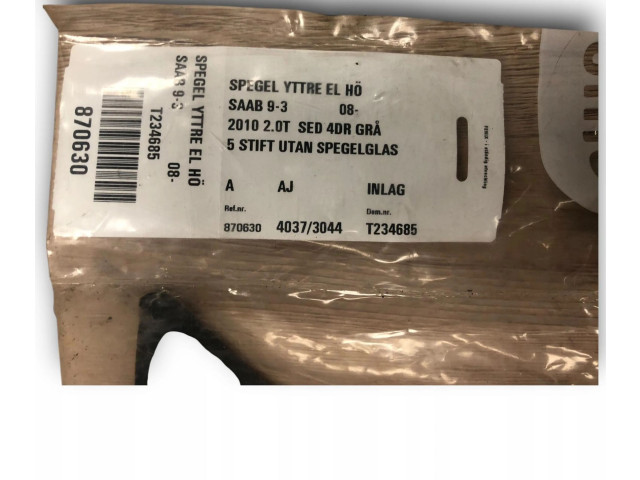 SPEGEL YTTRE EL HÖ
SAAB 9-3 08-
T234685
870630
SPEGEL YTTRE EL HÖ
SAAB 9-3 08-
2010 2.0T SED 4DR GRÅ
5 STIFT UTAN SPEGELGLAS
A AJ INLAG
Ref.nr. Dem.nr.
870630 4037/3044 T234685